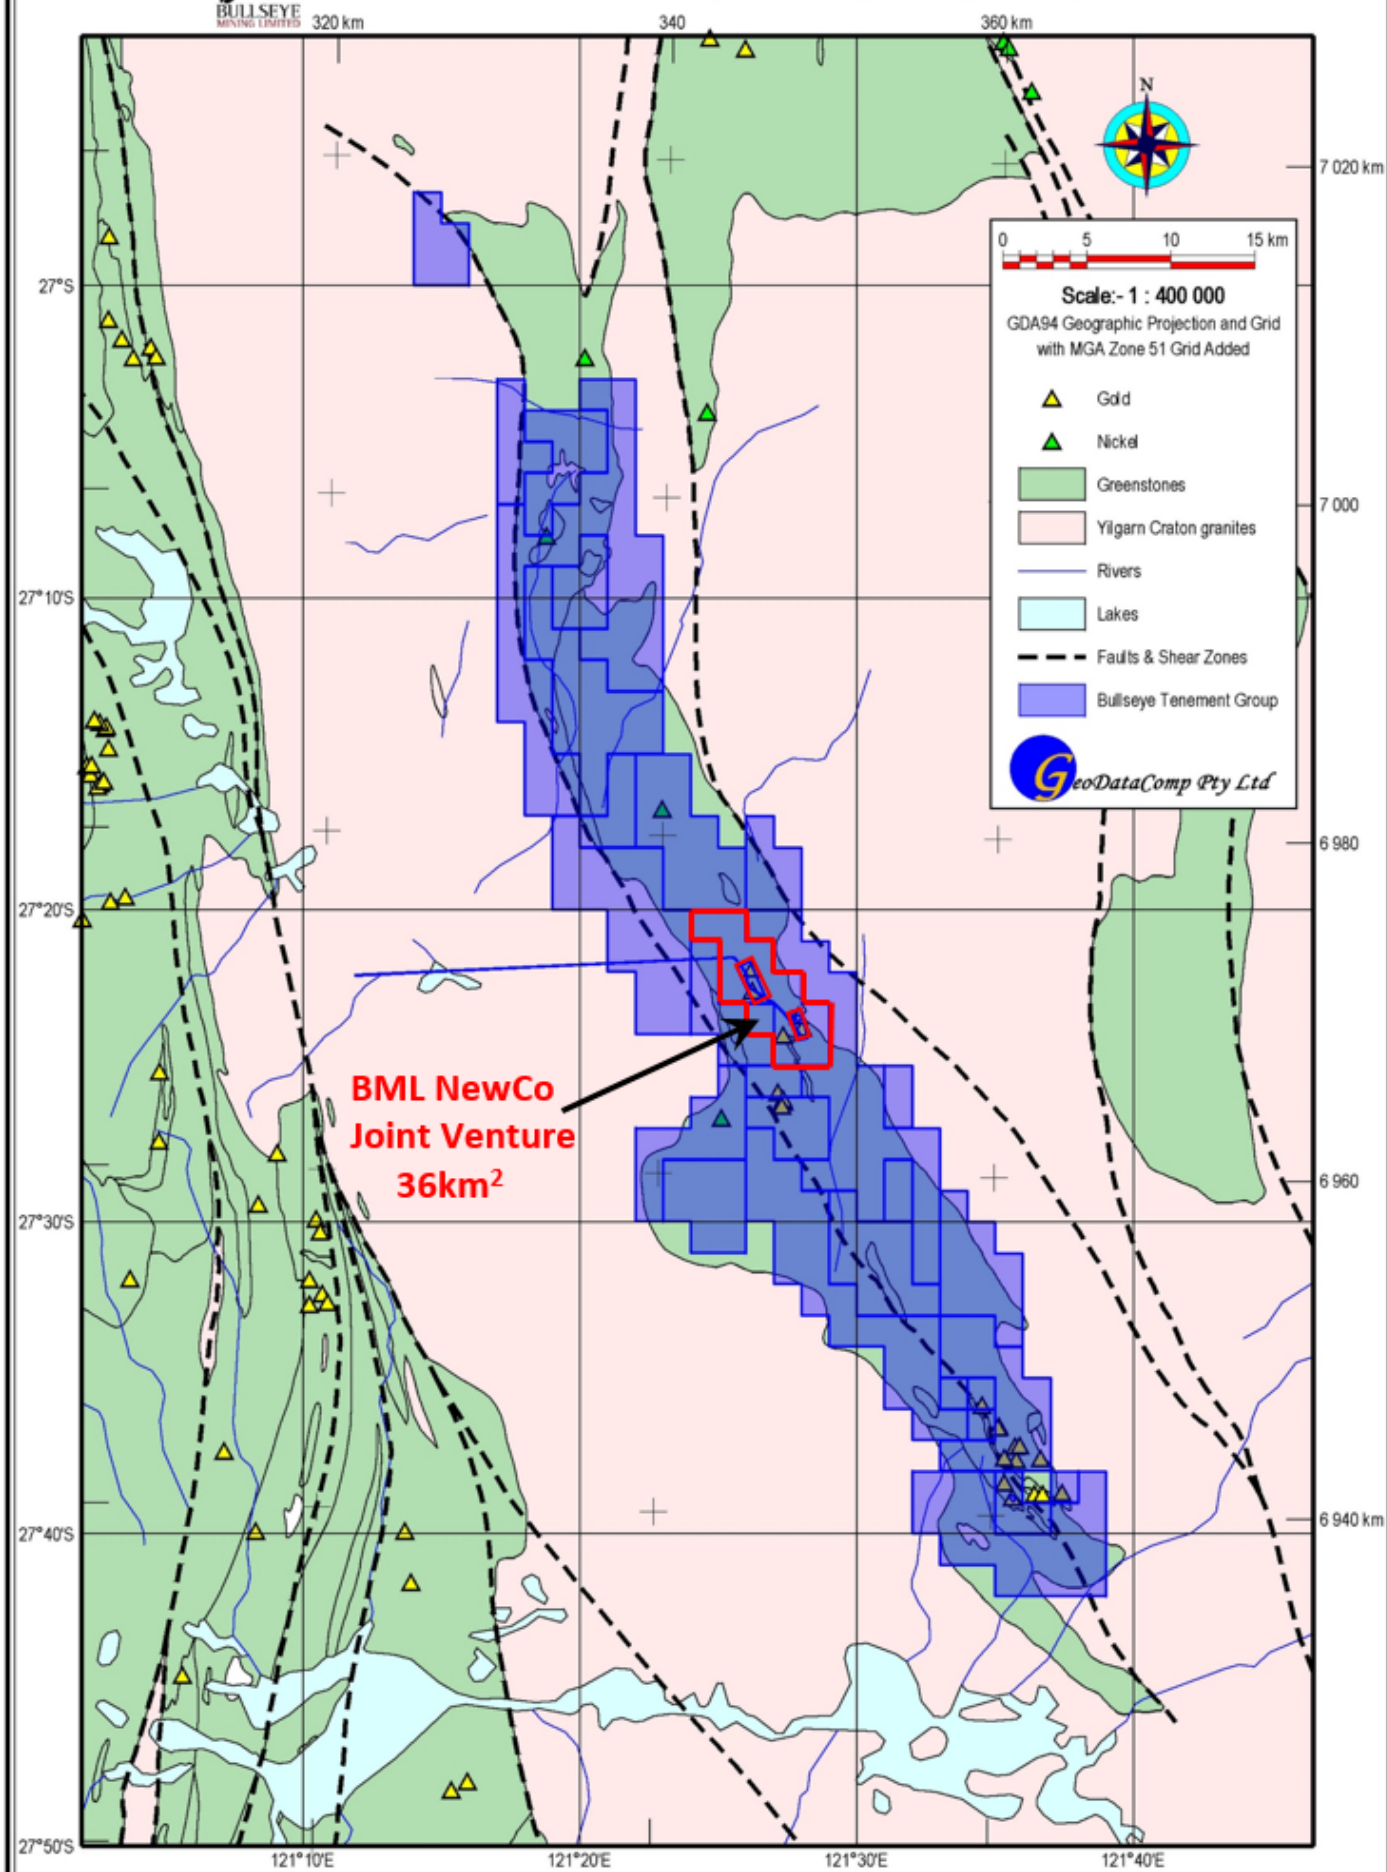 BULLSEYE
MINING LIMITED
320 km
340
360 km
N
7 020 km
0 5 10 15 km
27°S
Scale:- 1 : 400 000
GDA94 Geographic Projection and Grid
with MGA Zone 51 Grid Added
Gold
Nickel
Greenstones
7 000
Yilgarn Craton granites
Rivers
27°10'S
Lakes
Faults & Shear Zones
Bullseye Tenement Group
GeoDataComp Pty Ltd
6 980
27°20'S
BML NewCo
Joint Venture
36km²
6 960
27°30'S
6 940 km
27°40'S
27°50'S
121°10'E
121°20'E
121°30'E
121°40'E